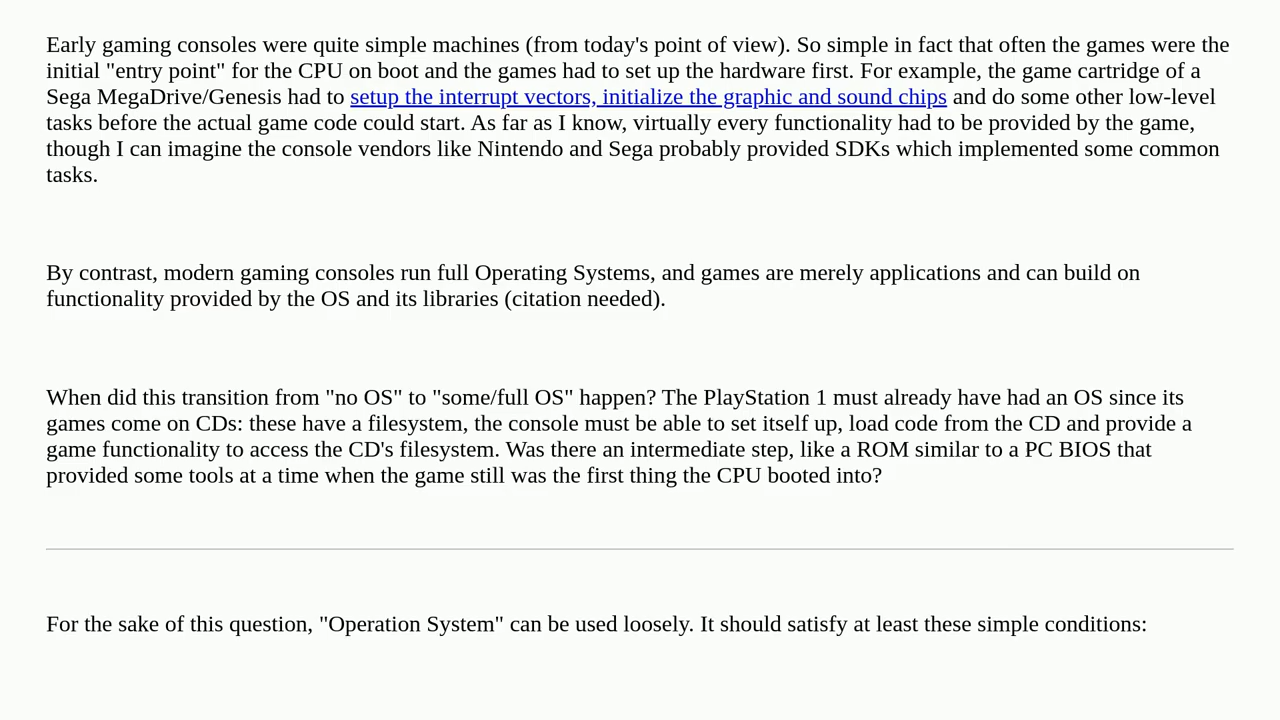 Early gaming consoles were quite simple machines (from today's point of view). So simple in fact that often the games were the
initial "entry point" for the CPU on boot and the games had to set up the hardware first. For example, the game cartridge of a
Sega MegaDrive/Genesis had to setup the interrupt vectors, initialize the graphic and sound chips and do some other low-level
tasks before the actual game code could start. As far as I know, virtually every functionality had to be provided by the game,
though I can imagine the console vendors like Nintendo and Sega probably provided SDKs which implemented some common
tasks.
By contrast, modern gaming consoles run full Operating Systems, and games are merely applications and can build on
functionality provided by the OS and its libraries (citation needed).
When did this transition from "no OS" to "some/full OS" happen? The PlayStation 1 must already have had an OS since its
games come on CDs: these have a filesystem, the console must be able to set itself up, load code from the CD and provide a
game functionality to access the CD's filesystem. Was there an intermediate step, like a ROM similar to a PC BIOS that
provided some tools at a time when the game still was the first thing the CPU booted into?
For the sake of this question, "Operation System" can be used loosely. It should satisfy at least these simple conditions: